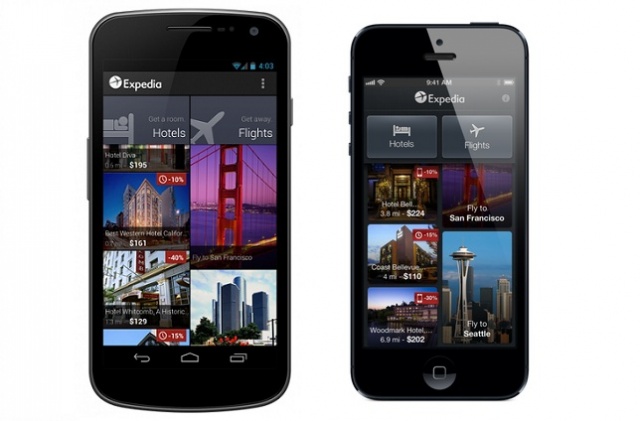 4:03
Expedia
Get a room.
Hotels
Get away.
Flights
Hotel Diva
$195
-10%
Best Western Hotel Califor...
$161
Fly to San Francisco
-40%
Hotel Whitcomb, A Historic...
$129
-15%
9:41 AM
Expedia
Hotels
Flights
-10%
Hotel Bell...
3.8 mi - $224
Fly to
San Francisco
-15%
Coast Bellevue...
4 mi - $110
-30%
Woodmark Hotel,...
6.9 mi - $202
Fly to
Seattle